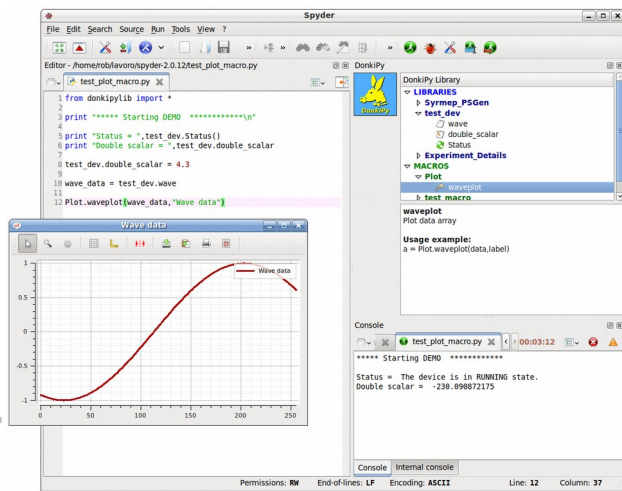 Spyder
File Edit Search Source Run Tools View ?
Editor - /home/rob/lavoro/spyder-2.0.12/test_plot_macro.py
test_plot_macro.py
1 from donkipylib import *
2
3 print "***** Starting DEMO ************\n"
4
5 print "Status = ",test_dev.Status()
6 print "Double scalar = ",test_dev.double_scalar
7
8 test_dev.double_scalar = 4.3
9
10 wave_data = test_dev.wave
11
12 Plot.waveplot(wave_data,"Wave data")
DonkiPy
DonkiPy
DonkiPy Library
LIBRARIES
Syrmep_PSGen
test_dev
wave
double_scalar
Status
Experiment_Details
MACROS
Plot
waveplot
test macro
waveplot
Plot data array
Usage example:
a = Plot.waveplot(data,label)
Wave data
Wave data
1
0.5
0
-0.5
-1
0 50 100 150 200 250
Console
test_plot_macro.py
00:03:12
***** Starting DEMO ************
Status = The device is in RUNNING state.
Double scalar = -230.090872175
Console Internal console
Permissions: RW End-of-lines: LF Encoding: ASCII Line: 12 Column: 37